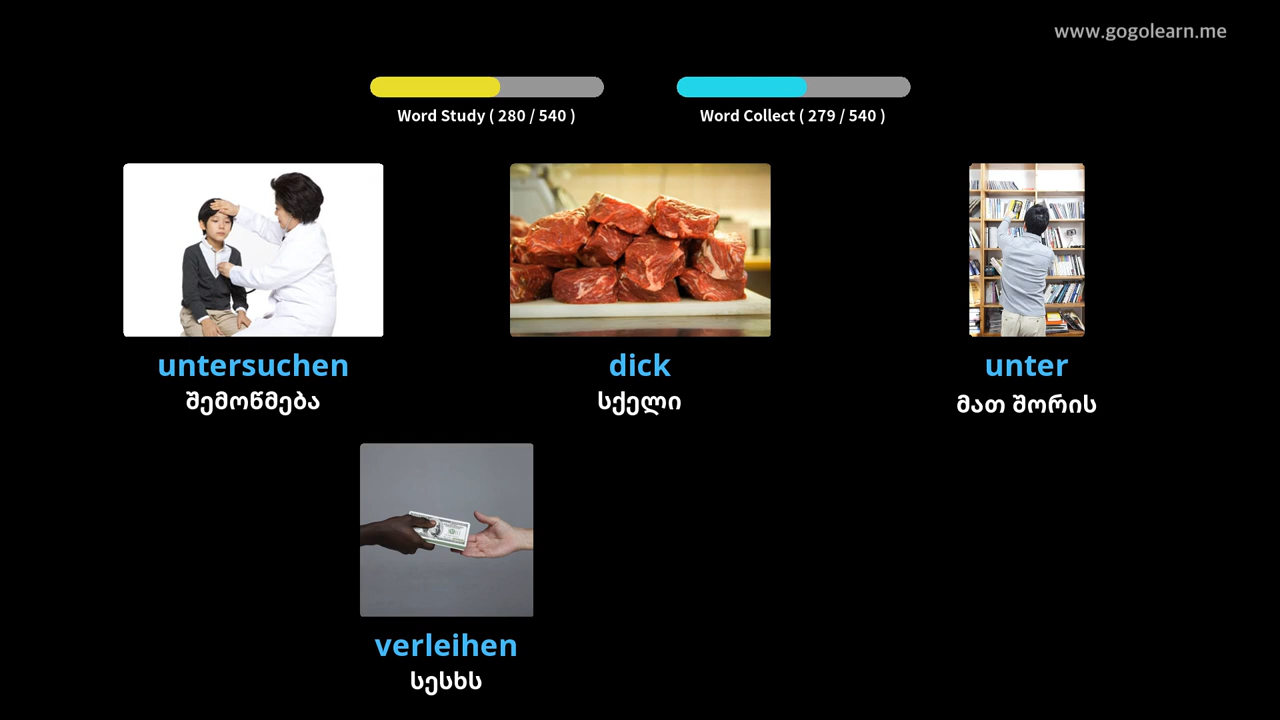 www.gogolearn.me
Word Study ( 280 / 540 )
Word Collect ( 279 / 540 )
untersuchen
შემოწმება
dick
სქელი
unter
მათ შორის
verleihen
სესხს